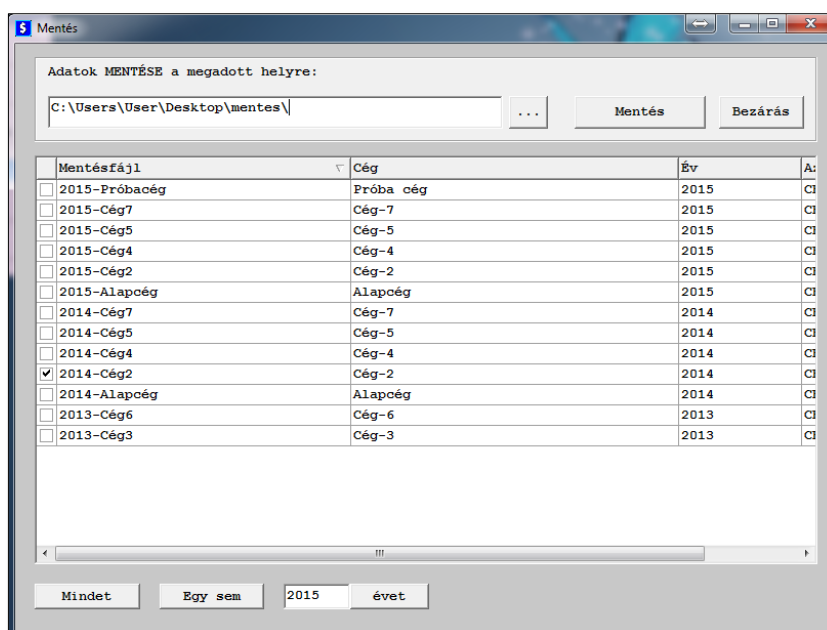 Mentés
Adatok MENTÉSE a megadott helyre:
C:\Users\User\Desktop\mentes\ ... Mentés Bezárás
Mentésfájl Cég Év
2015-Próbacég Próba cég 2015
2015-Cég7 Cég-7 2015
2015-Cég5 Cég-5 2015
2015-Cég4 Cég-4 2015
2015-Cég2 Cég-2 2015
2015-Alapcég Alapcég 2015
2014-Cég7 Cég-7 2014
2014-Cég5 Cég-5 2014
2014-Cég4 Cég-4 2014
2014-Cég2 Cég-2 2014
2014-Alapcég Alapcég 2014
2013-Cég6 Cég-6 2013
2013-Cég3 Cég-3 2013
Mindet Egy sem 2015 évet